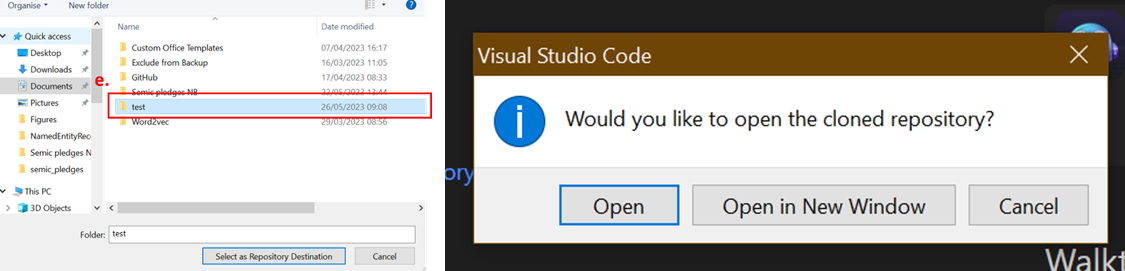 Organise
New folder
Name
Date modified
Quick access
Desktop
Downloads
Documents
Pictures
Figures
NamedEntityRec
Semic pledges N
semic_pledges
This PC
3D Objects
e.
Custom Office Templates 07/04/2023 16:17
Exclude from Backup 16/03/2023 11:05
GitHub 17/04/2023 08:33
Semic pledges NB 22/05/2023 13:44
test 26/05/2023 09:08
Word2vec 29/03/2023 08:56
Folder: test
Select as Repository Destination
Cancel
Visual Studio Code
Would you like to open the cloned repository?
ory
Open
Open in New Window
Cancel
Walkt